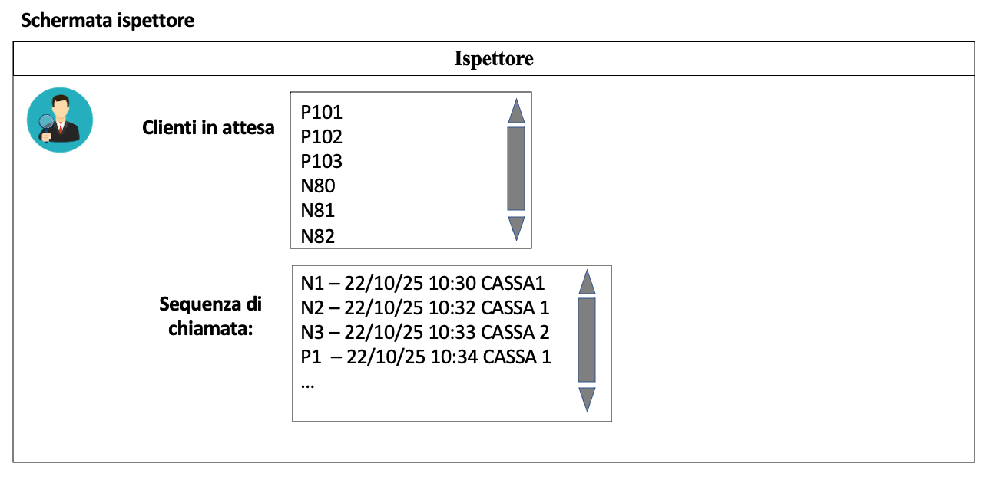 Schermata ispettore
Ispettore
Clienti in attesa
P101
P102
P103
N80
N81
N82
Sequenza di
chiamata:
N1 – 22/10/25 10:30 CASSA1
N2 – 22/10/25 10:32 CASSA 1
N3 – 22/10/25 10:33 CASSA 2
P1 – 22/10/25 10:34 CASSA 1
...